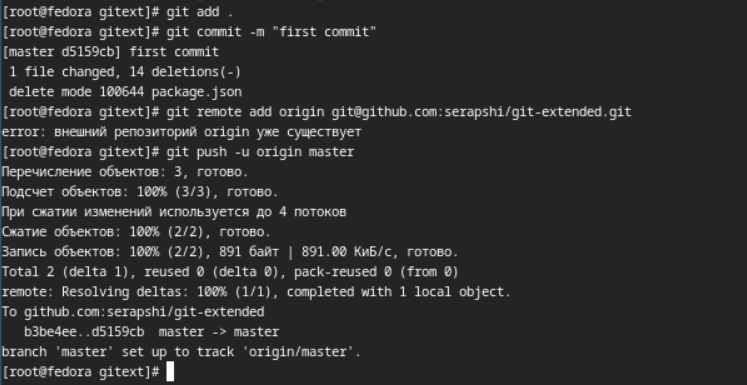 [root@fedora gitext]# git add .
[root@fedora gitext]# git commit -m "first commit"
[master d5159cb] first commit
 1 file changed, 14 deletions(-)
 delete mode 100644 package.json
[root@fedora gitext]# git remote add origin git@github.com:serapshi/git-extended.git
error: внешний репозиторий origin уже существует
[root@fedora gitext]# git push -u origin master
Перечисление объектов: 3, готово.
Подсчет объектов: 100% (3/3), готово.
При сжатии изменений используется до 4 потоков
Сжатие объектов: 100% (2/2), готово.
Запись объектов: 100% (2/2), 891 байт | 891.00 КиБ/с, готово.
Total 2 (delta 1), reused 0 (delta 0), pack-reused 0 (from 0)
remote: Resolving deltas: 100% (1/1), completed with 1 local object.
To github.com:serapshi/git-extended
   b3be4ee..d5159cb  master -> master
branch 'master' set up to track 'origin/master'.
[root@fedora gitext]#